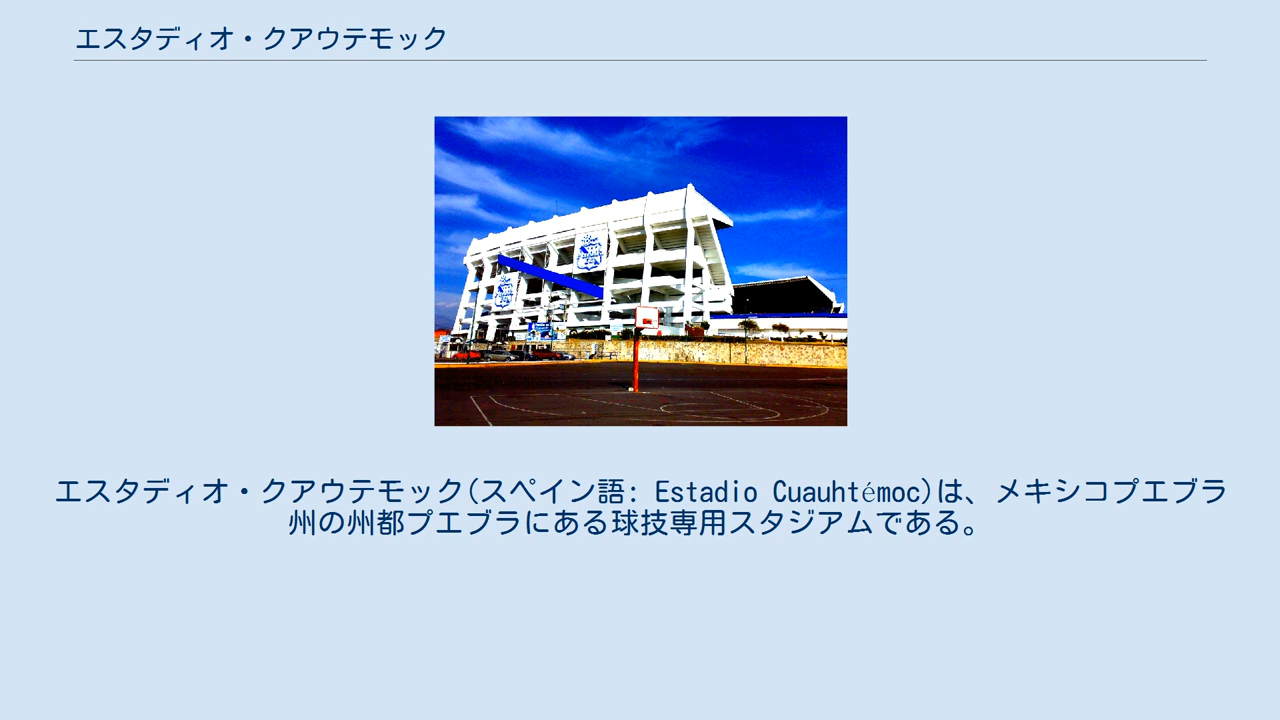 エスタディオ・クアウテモック
エスタディオ・クアウテモック(スペイン語: Estadio Cuauhtémoc)は、メキシコプエブラ
州の州都プエブラにある球技専用スタジアムである。